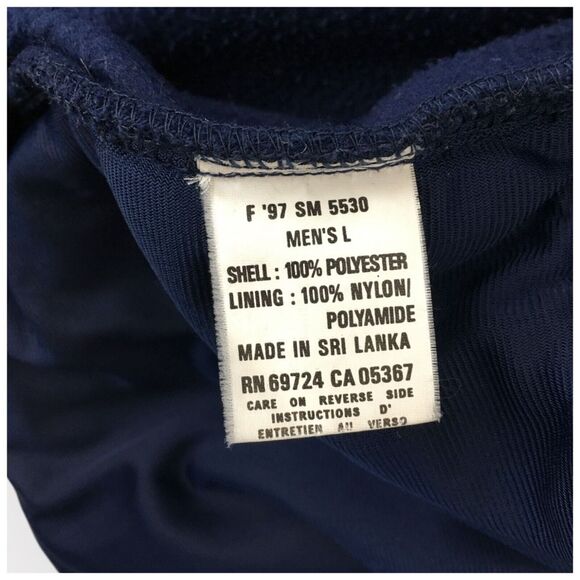 F '97 SM 5530
MEN'S L
SHELL : 100% POLYESTER
LINING : 100% NYLON/
POLYAMIDE
MADE IN SRI LANKA
RN 69724 CA 05367
CARE ON REVERSE SIDE
INSTRUCTIONS D'
ENTRETIEN AU VERSO